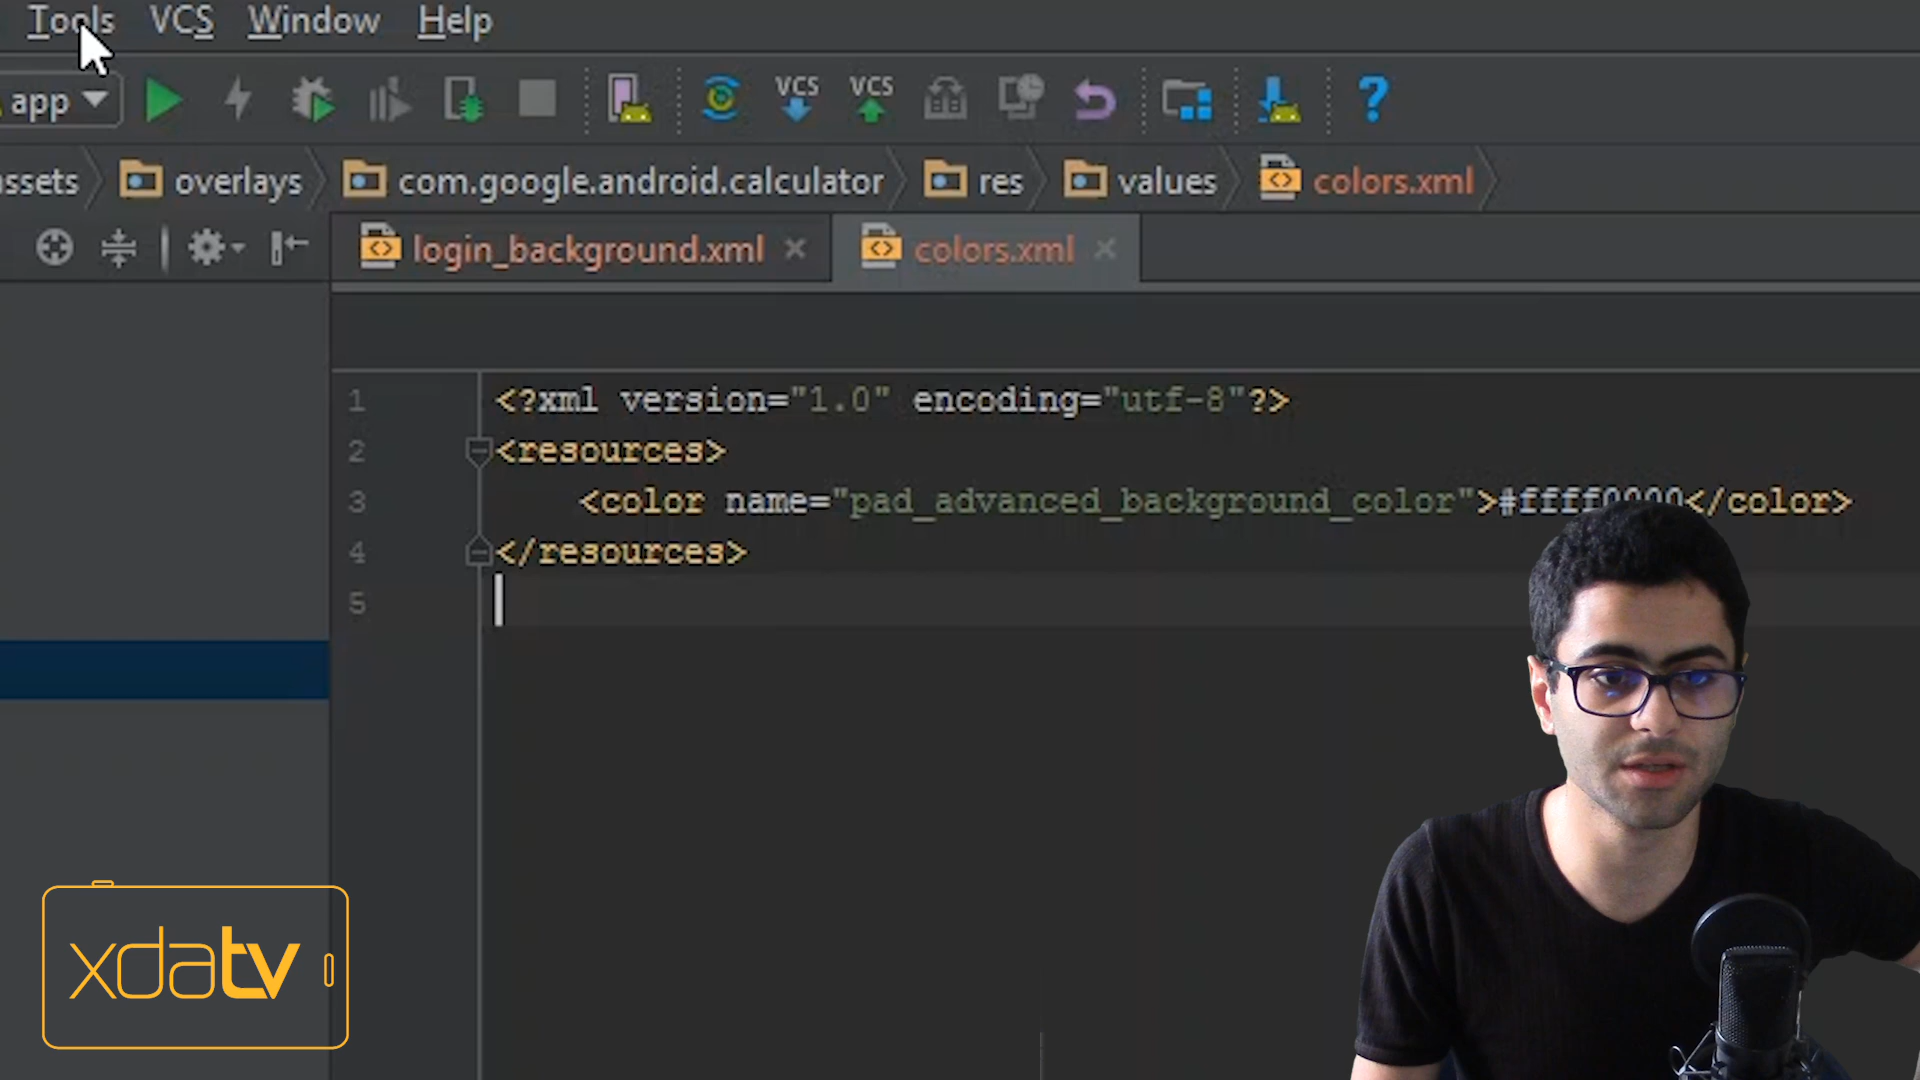 Tools VCS Window Help
app VCS VCS ?
assets overlays com.google.android.calculator res values colors.xml
login_background.xml colors.xml
1 <?xml version="1.0" encoding="utf-8"?>
2 <resources>
3 <color name="pad_advanced_background_color">#ffff0000</color>
4 </resources>
5
xdatv